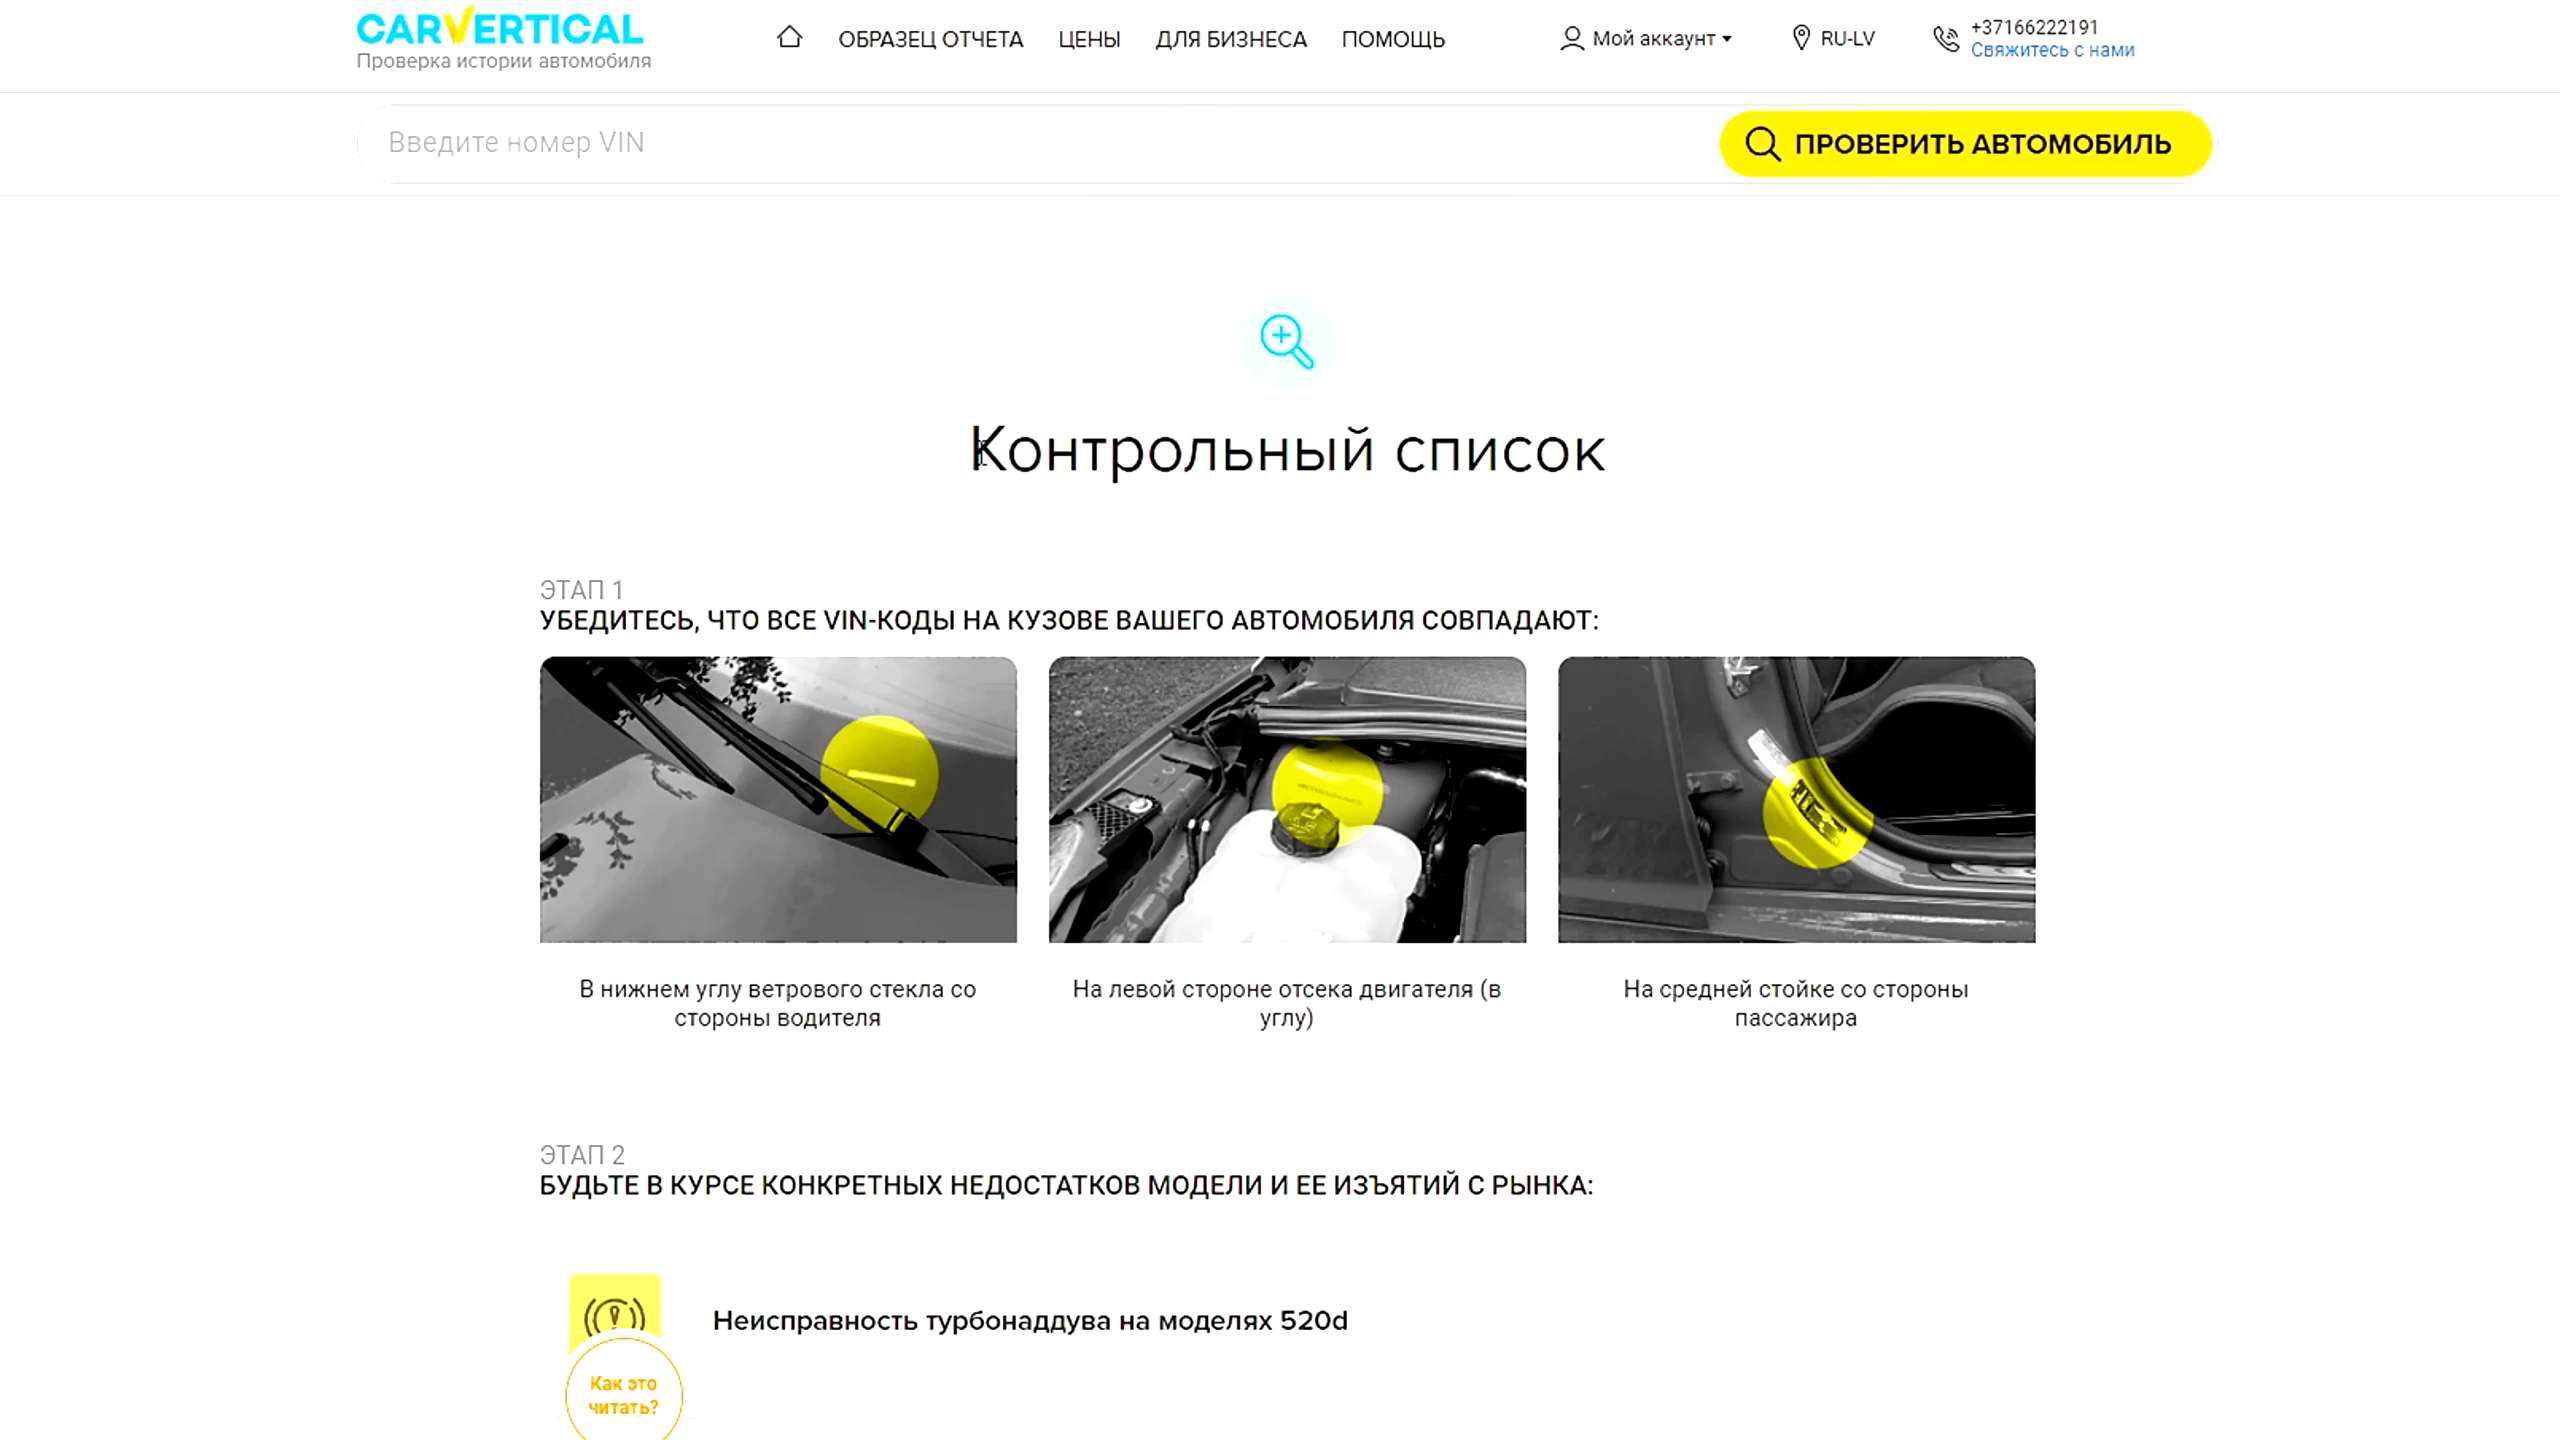 CARVERTICAL
Проверка истории автомобиля
ОБРАЗЕЦ ОТЧЕТА
ЦЕНЫ
ДЛЯ БИЗНЕСА
ПОМОЩЬ
Мой аккаунт
RU-LV
+37166222191
Свяжитесь с нами
Введите номер VIN
ПРОВЕРИТЬ АВТОМОБИЛЬ
Контрольный список
ЭТАП 1
УБЕДИТЕСЬ, ЧТО ВСЕ VIN-КОДЫ НА КУЗОВЕ ВАШЕГО АВТОМОБИЛЯ СОВПАДАЮТ:
В нижнем углу ветрового стекла со
стороны водителя
На левой стороне отсека двигателя (в
углу)
На средней стойке со стороны
пассажира
ЭТАП 2
БУДЬТЕ В КУРСЕ КОНКРЕТНЫХ НЕДОСТАТКОВ МОДЕЛИ И ЕЕ ИЗЪЯТИЙ С РЫНКА:
Неисправность турбонаддува на моделях 520d
Как это
читать?